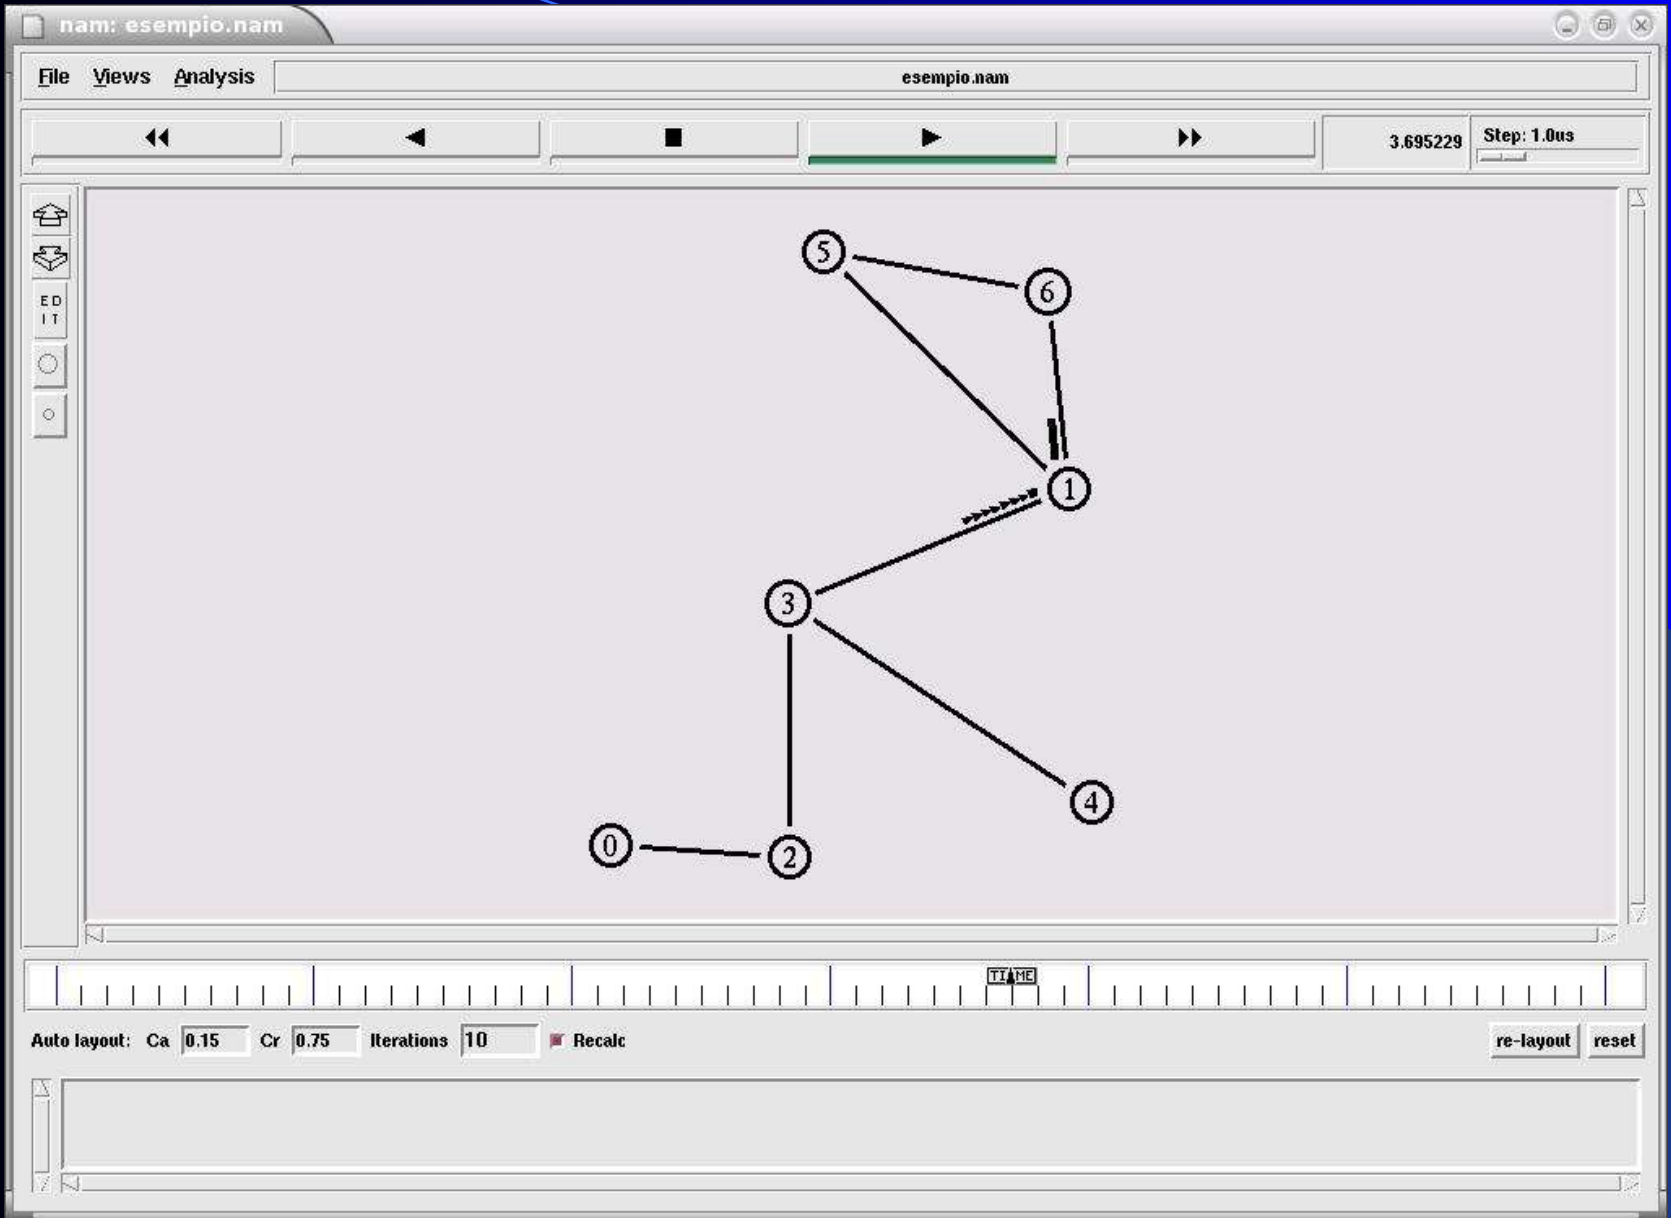 nam: esempio.nam
File Views Analysis esempio.nam
3.695229 Step: 1.0us
ED
IT
5
6
1
3
4
0
2
TIME
Auto layout: Ca 0.15 Cr 0.75 Iterations 10 Recalc re-layout reset